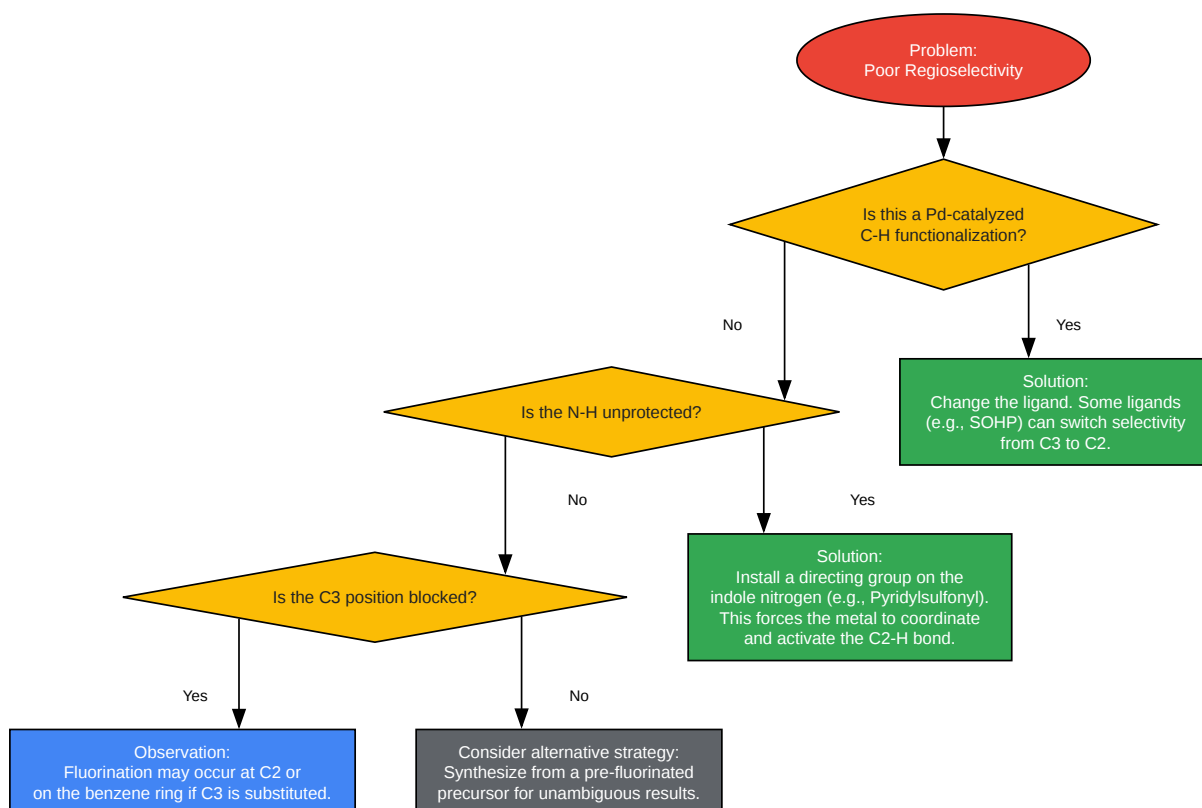 Problem:
Poor Regioselectivity
Is this a Pd-catalyzed
C-H functionalization?
No
Yes
Solution:
Change the ligand. Some ligands
(e.g., SOHP) can switch selectivity
from C3 to C2.
Is the N-H unprotected?
No
Yes
Solution:
Install a directing group on the
indole nitrogen (e.g., Pyridylsulfonyl).
This forces the metal to coordinate
and activate the C2-H bond.
Is the C3 position blocked?
Yes
No
Observation:
Fluorination may occur at C2 or
on the benzene ring if C3 is substituted.
Consider alternative strategy:
Synthesize from a pre-fluorinated
precursor for unambiguous results.